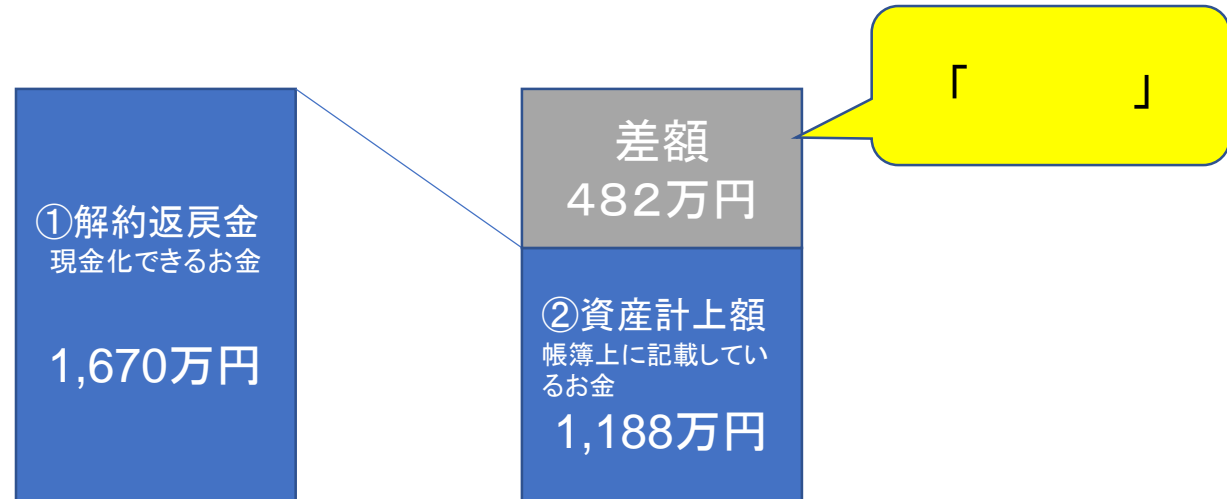 ①解約返戻金
現金化できるお金
1,670万円
差額
482万円
②資産計上額
帳簿上に記載してい
るお金
1,188万円
「　　　」